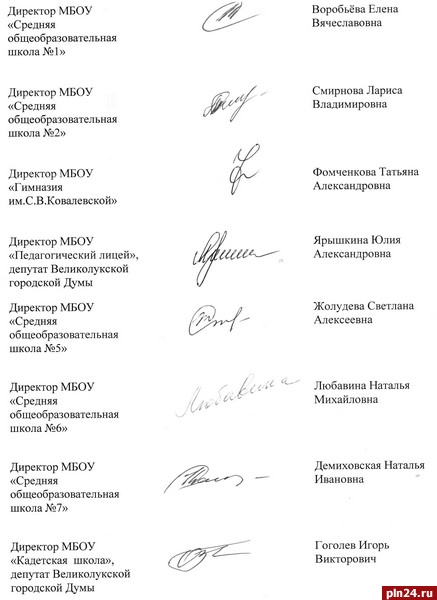 Директор МБОУ
«Средняя
общеобразовательная
школа №1»
Воробьёва Елена
Вячеславовна
Директор МБОУ
«Средняя
общеобразовательная
школа №2»
Смирнова Лариса
Владимировна
Директор МБОУ
«Гимназия
им.С.В.Ковалевской»
Фомченкова Татьяна
Александровна
Директор МБОУ
«Педагогический лицей»,
депутат Великолукской
городской Думы
Ярышкина Юлия
Александровна
Директор МБОУ
«Средняя
общеобразовательная
школа №5»
Жолудева Светлана
Алексеевна
Директор МБОУ
«Средняя
общеобразовательная
школа №6»
Любавина
Любавина Наталья
Михайловна
Директор МБОУ
«Средняя
общеобразовательная
школа №7»
Демиховская Наталья
Ивановна
Директор МБОУ
«Кадетская школа»,
депутат Великолукской
городской Думы
Гоголев Игорь
Викторович
pln24.ru